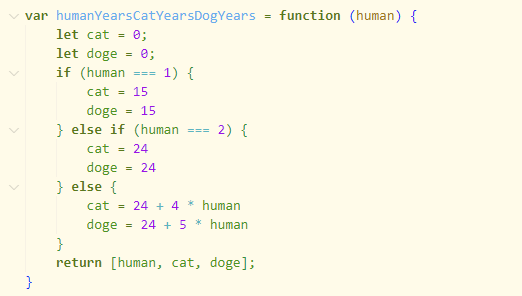 var humanYearsCatYearsDogYears = function (human) {
    let cat = 0;
    let doge = 0;
    if (human === 1) {
        cat = 15
        doge = 15
    } else if (human === 2) {
        cat = 24
        doge = 24
    } else {
        cat = 24 + 4 * human
        doge = 24 + 5 * human
    }
    return [human, cat, doge];
}